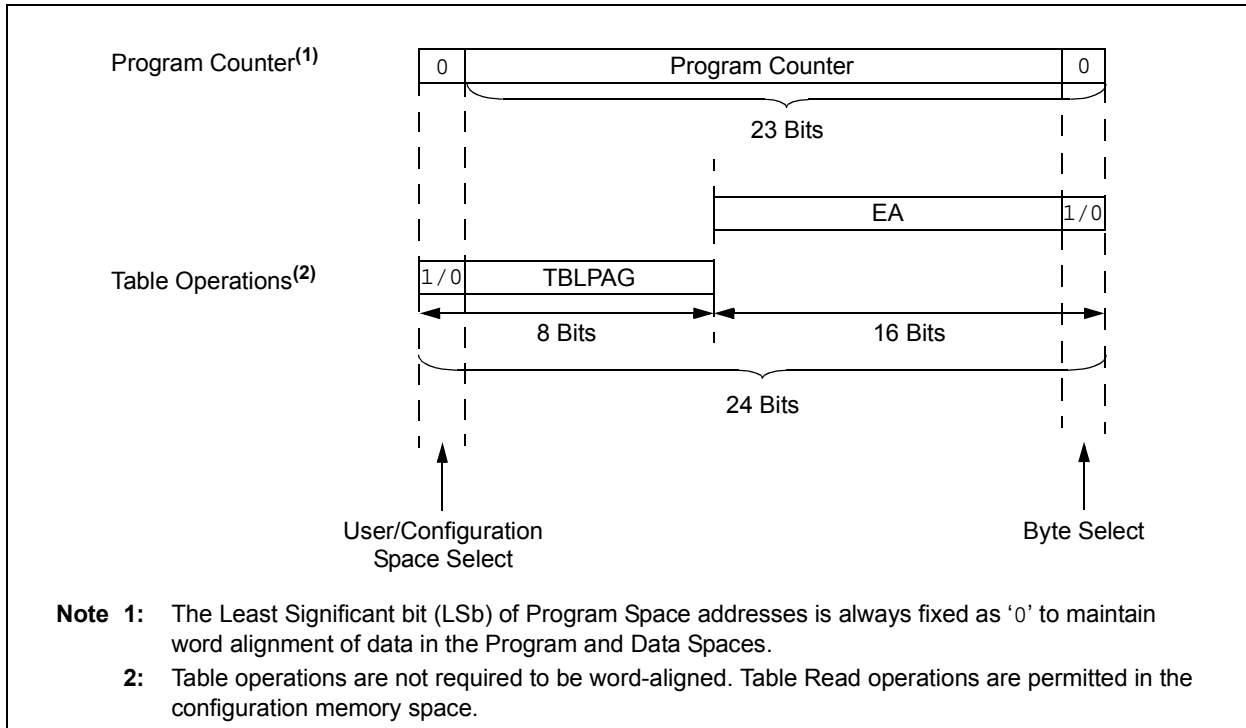 Program Counter(1)
0
Program Counter
0
23 Bits
EA
1/0
Table Operations(2)
1/0
TBLPAG
8 Bits
16 Bits
24 Bits
User/Configuration
Space Select
Byte Select
Note 1: The Least Significant bit (LSb) of Program Space addresses is always fixed as ‘0’ to maintain
word alignment of data in the Program and Data Spaces.
2: Table operations are not required to be word-aligned. Table Read operations are permitted in the
configuration memory space.